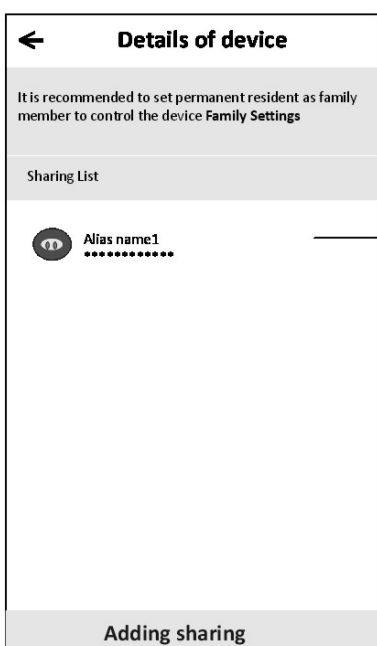 Details of device
It is recommended to set permanent resident as family
member to control the device Family Settings
Sharing List
Alias name1
••••••••••••
Adding sharing